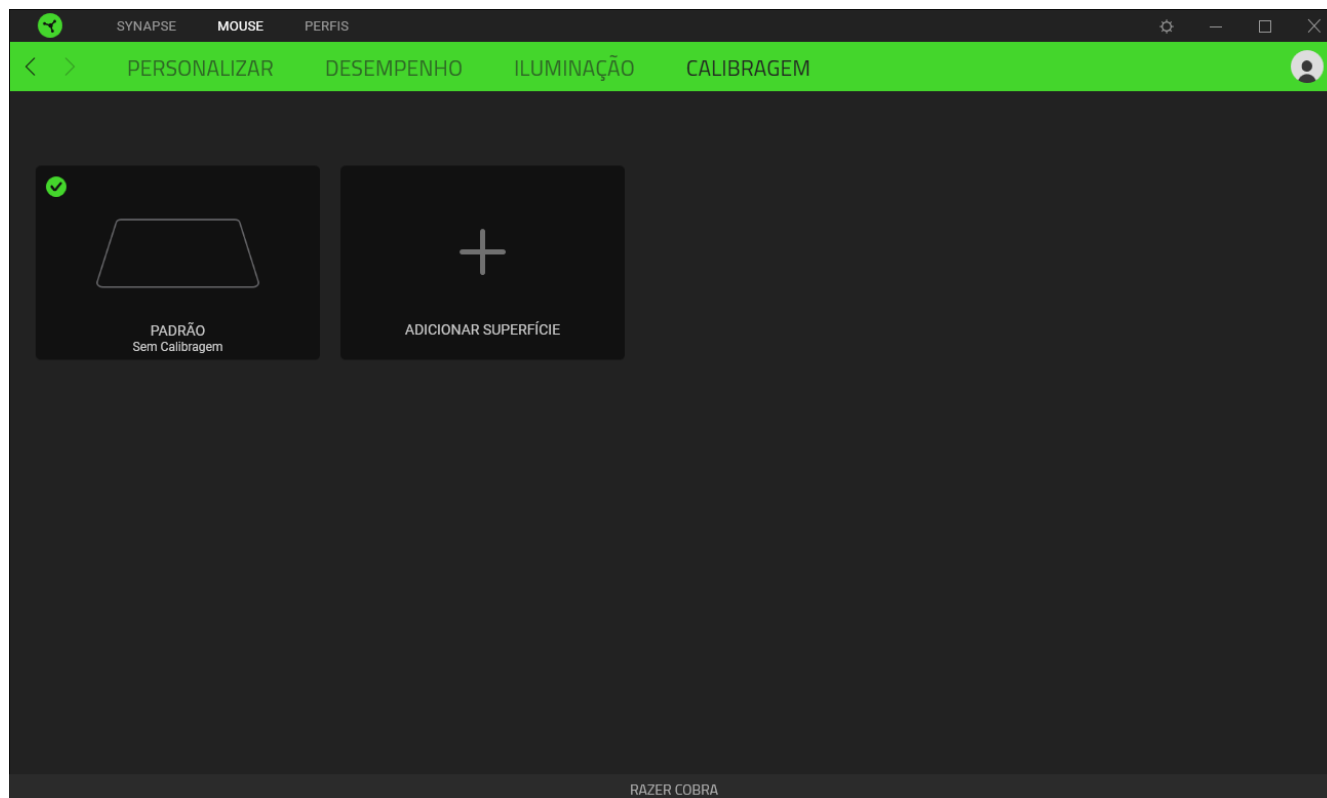 SYNAPSE MOUSE PERFIS
PERSONALIZAR DESEMPENHO ILUMINAÇÃO CALIBRAGEM
PADRÃO
Sem Calibragem
ADICIONAR SUPERFÍCIE
RAZER COBRA